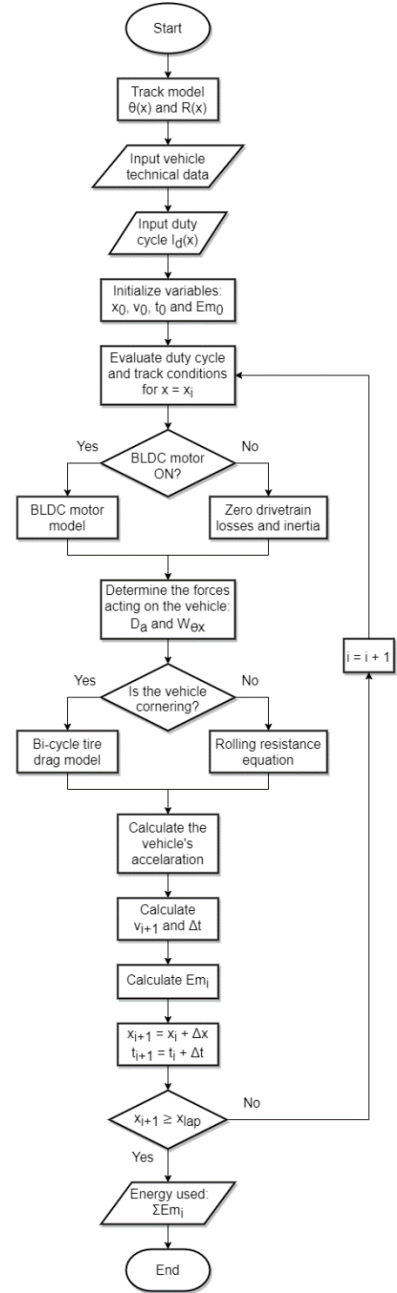 Start
Track model
θ(x) and R(x)
Input vehicle
technical data
Input duty
cycle I_d(x)
Initialize variables:
x₀, v₀, t₀ and Em₀
Evaluate duty cycle
and track conditions
for x = xᵢ
BLDC motor
ON?
Yes
No
BLDC motor
model
Zero drivetrain
losses and inertia
Determine the forces
acting on the vehicle:
Dₐ and W_θx
Is the vehicle
cornering?
Yes
No
Bi-cycle tire
drag model
Rolling resistance
equation
i = i + 1
Calculate the
vehicle's
accelaration
Calculate
vᵢ₊₁ and Δt
Calculate Emᵢ
xᵢ₊₁ = xᵢ + Δx
tᵢ₊₁ = tᵢ + Δt
xᵢ₊₁ ≥ x_lap
No
Yes
Energy used:
ΣEmᵢ
End